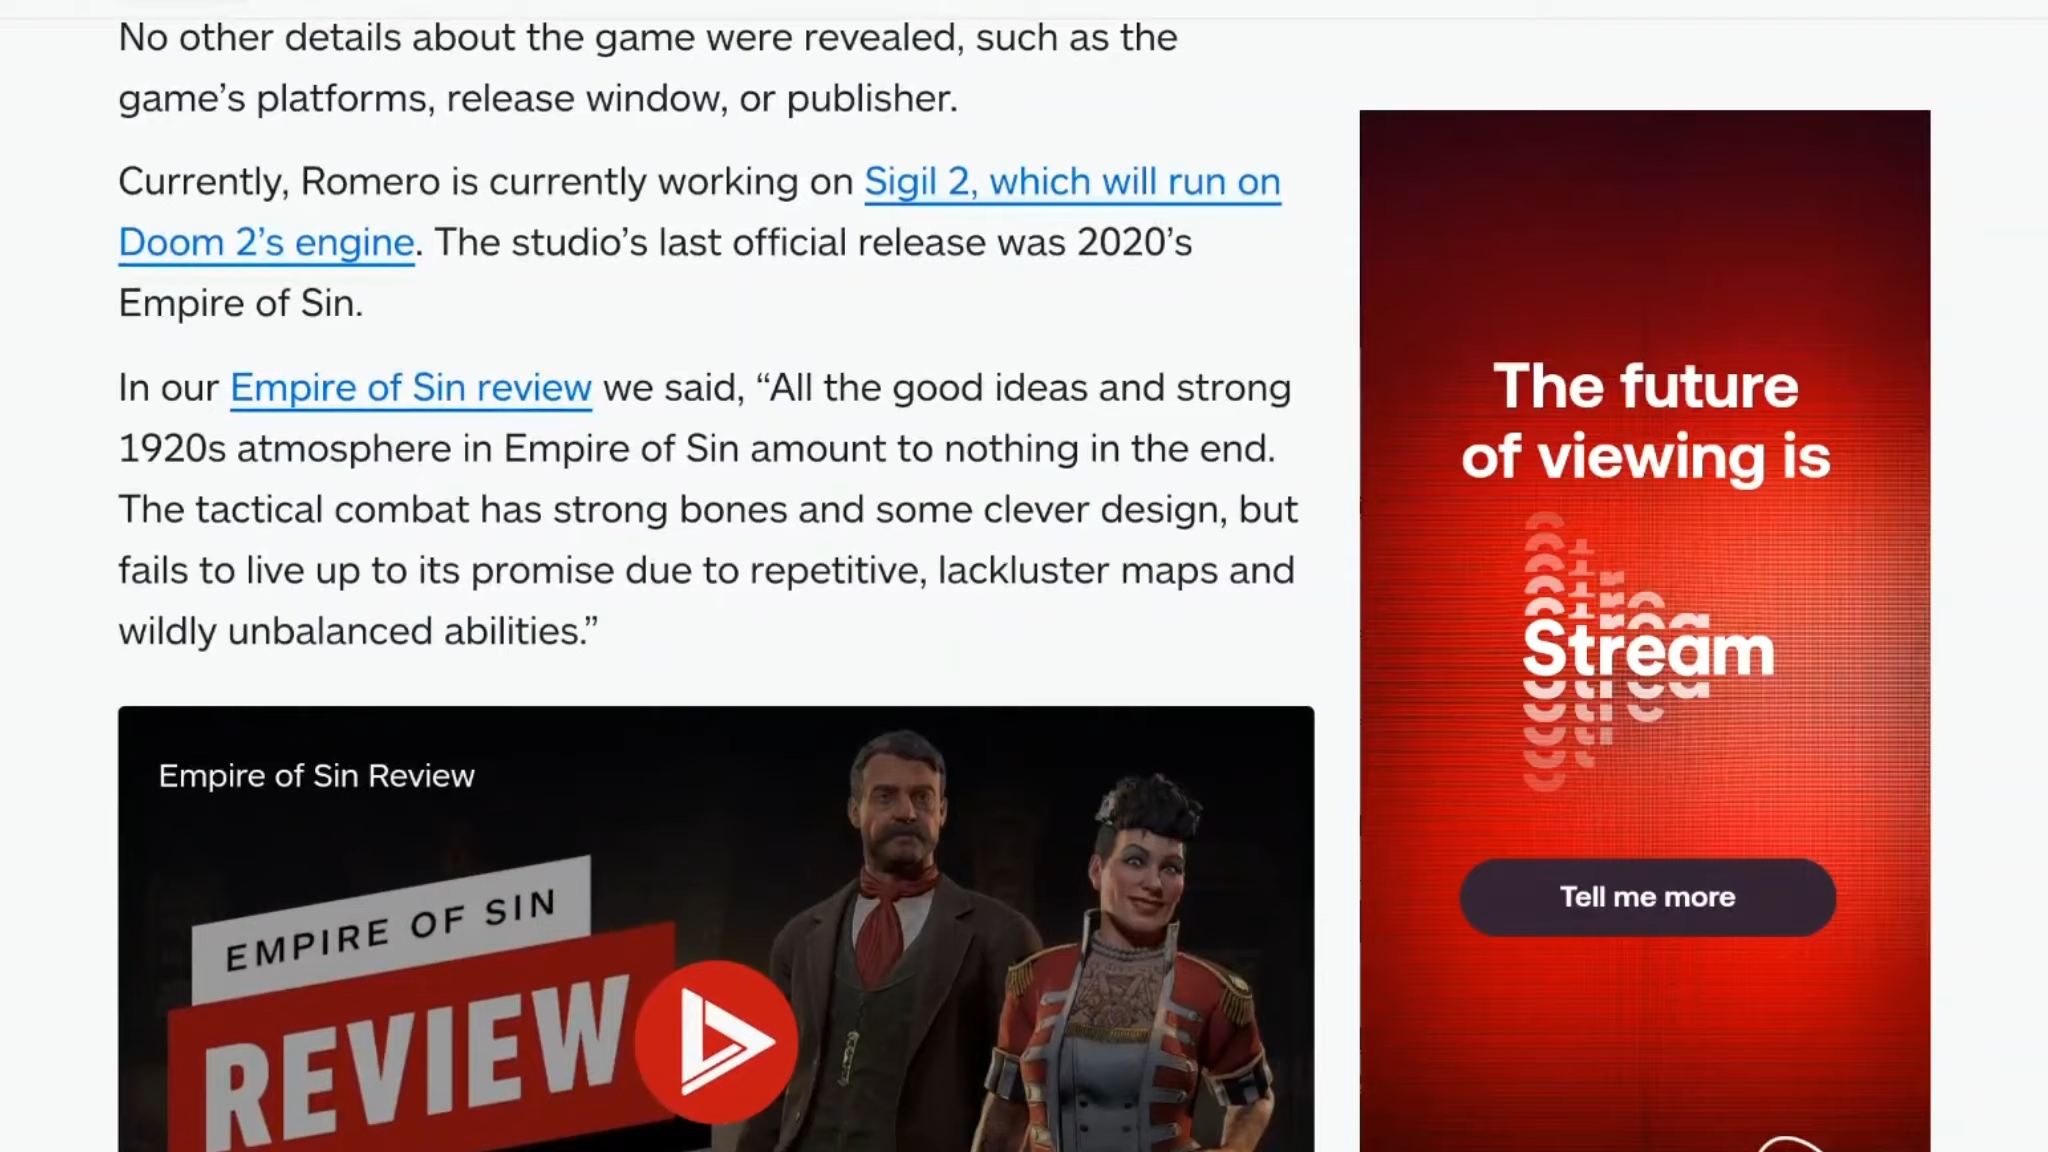 No other details about the game were revealed, such as the
game’s platforms, release window, or publisher.
Currently, Romero is currently working on Sigil 2, which will run on
Doom 2’s engine. The studio’s last official release was 2020’s
Empire of Sin.
In our Empire of Sin review we said, “All the good ideas and strong
1920s atmosphere in Empire of Sin amount to nothing in the end.
The tactical combat has strong bones and some clever design, but
fails to live up to its promise due to repetitive, lackluster maps and
wildly unbalanced abilities.”
Empire of Sin Review
EMPIRE OF SIN
REVIEW
The future
of viewing is
Stream
Tell me more